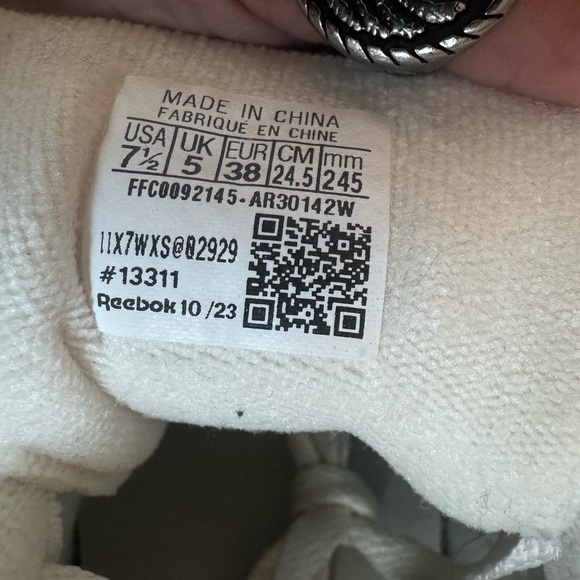 MADE IN CHINA
FABRIQUÉ EN CHINE
USA UK EUR CM mm
7½ 5 38 24.5 245
FFC0092145-AR30142W
11X7WXS@02929
#13311
Reebok 10 /23